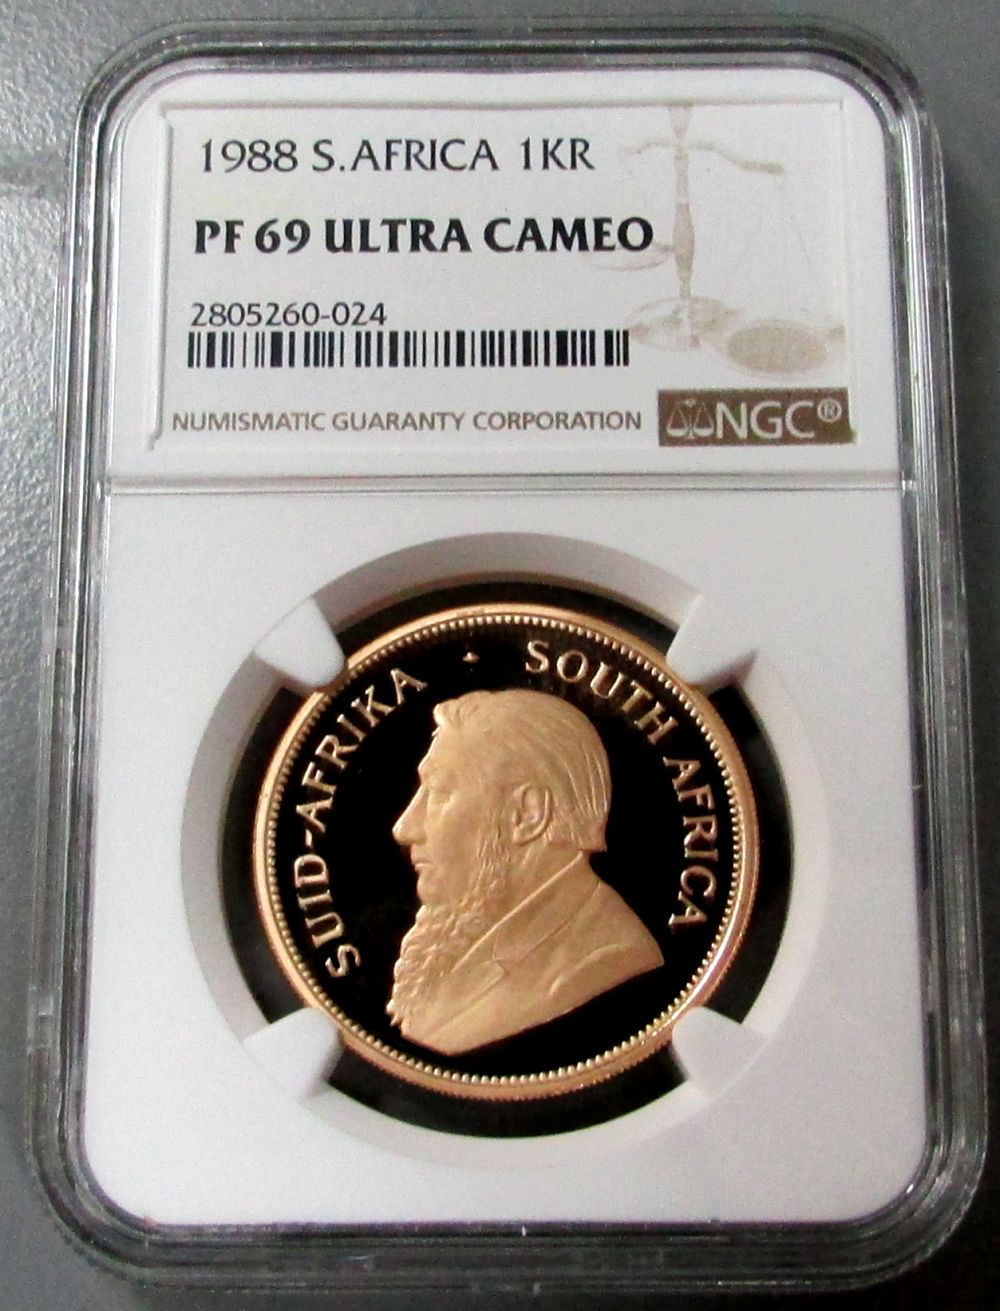 1988 S.AFRICA 1KR
PF 69 ULTRA CAMEO
2805260-024
NUMISMATIC GUARANTY CORPORATION
NGC®
SUID-AFRIKA · SOUTH AFRICA